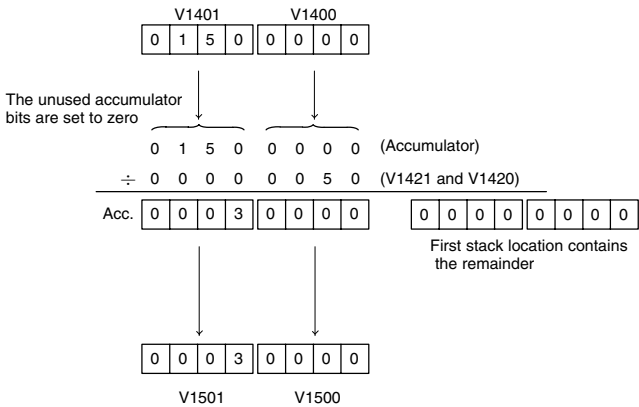 V1401 V1400
0 1 5 0 0 0 0 0
The unused accumulator
bits are set to zero
0 1 5 0 0 0 0 0 (Accumulator)
÷ 0 0 0 0 0 0 5 0 (V1421 and V1420)
Acc. 0 0 0 3 0 0 0 0 0 0 0 0 0 0 0 0
First stack location contains
the remainder
0 0 0 3 0 0 0 0
V1501 V1500